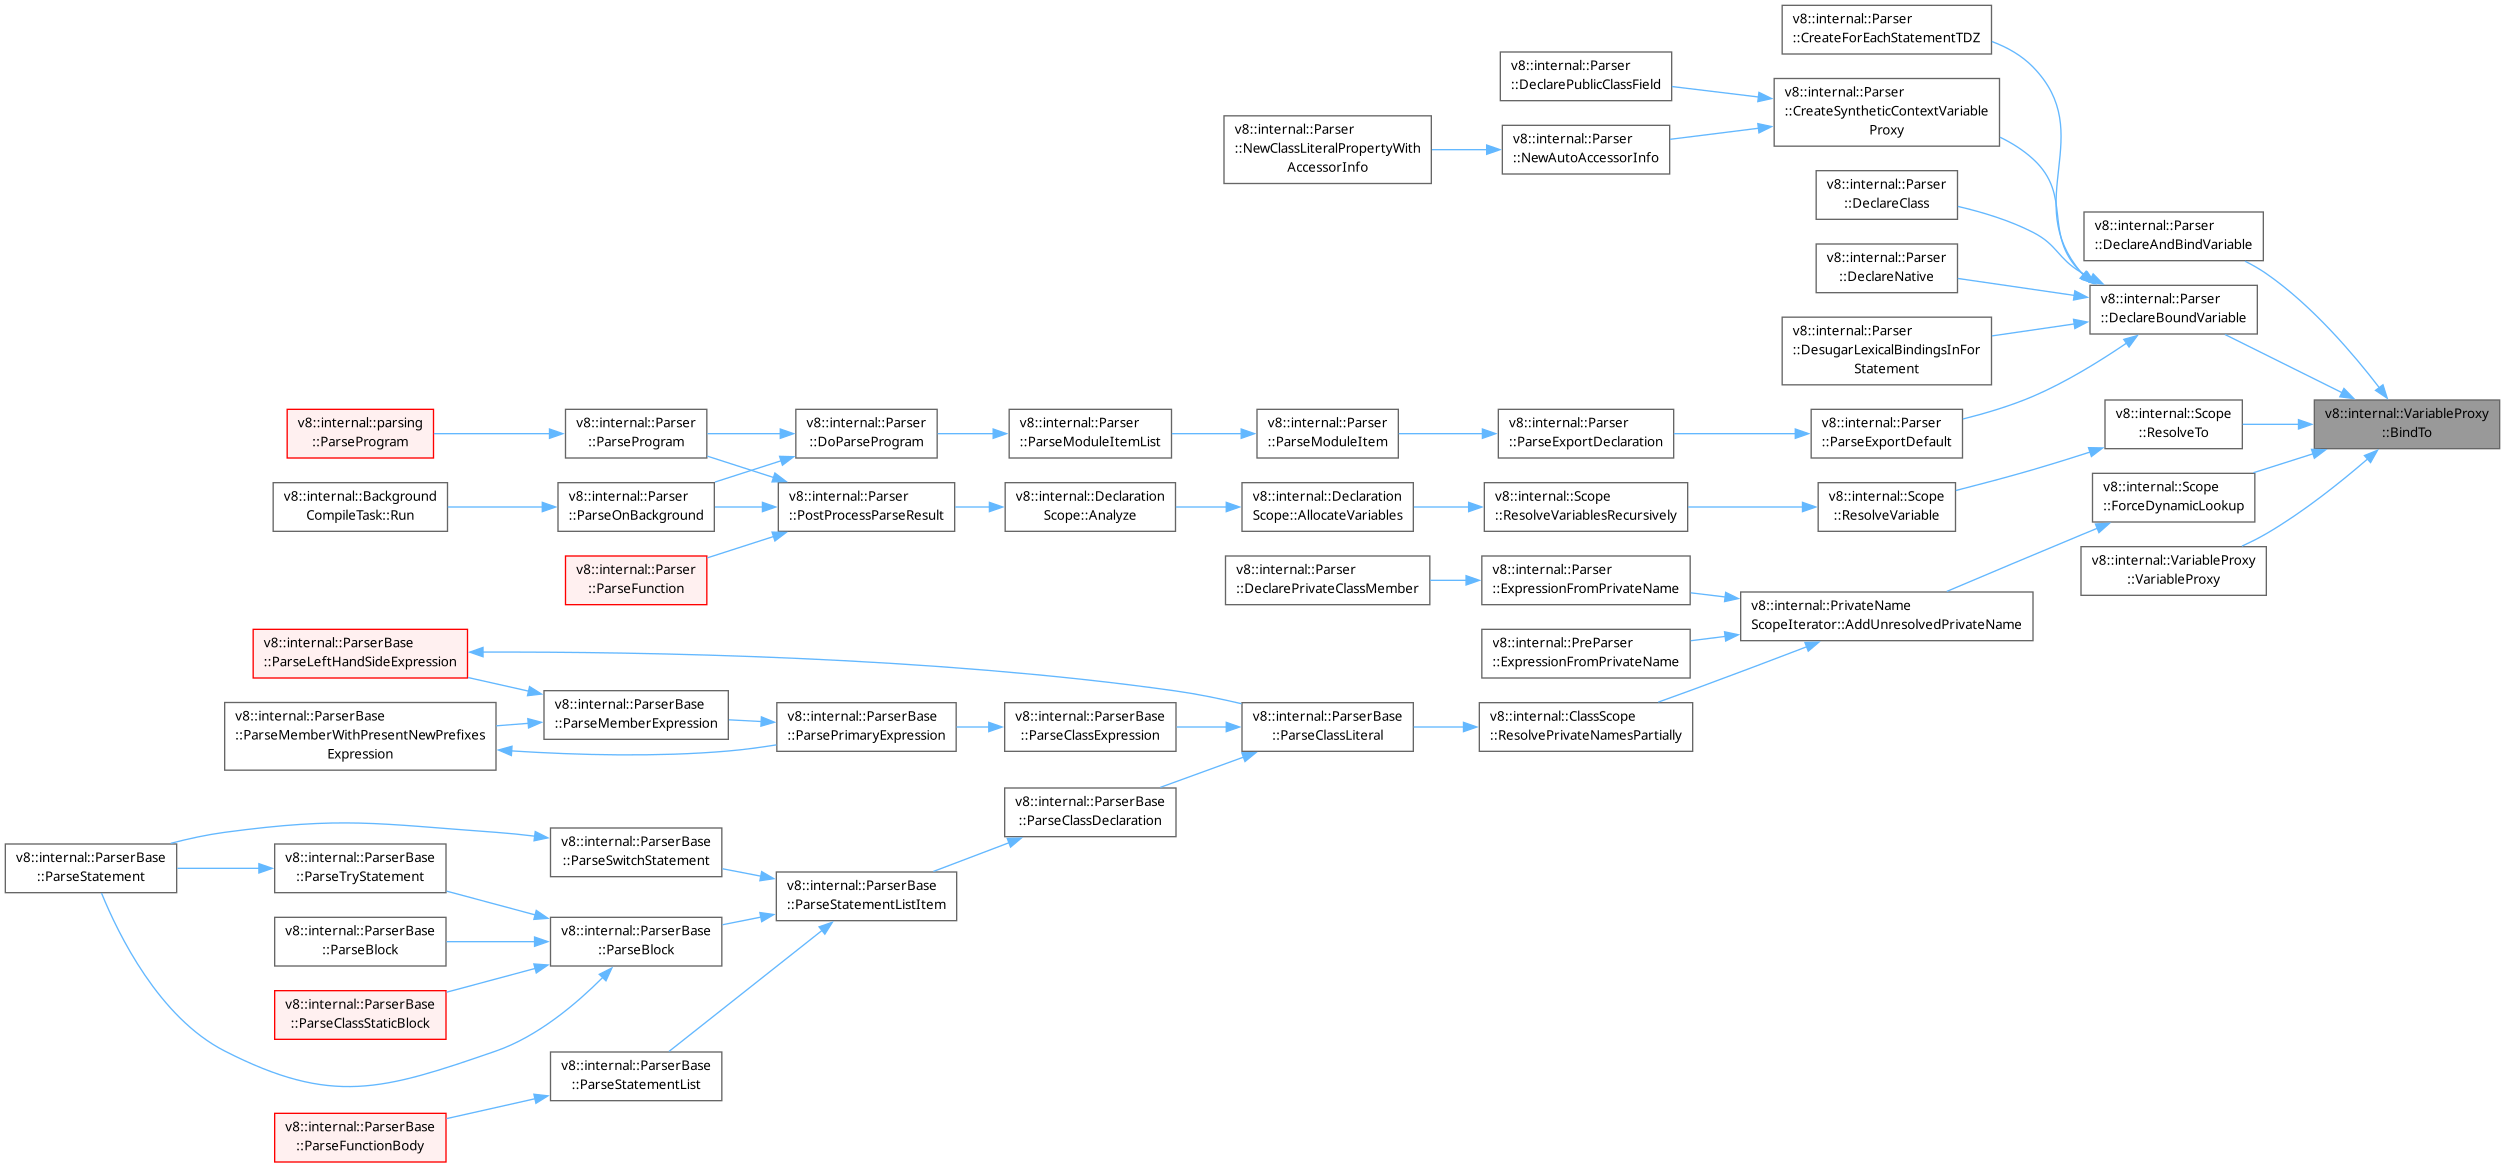 v8::internal::Parser
::CreateForEachStatementTDZ
v8::internal::Parser
::DeclarePublicClassField
v8::internal::Parser
::CreateSyntheticContextVariable
Proxy
v8::internal::Parser
::NewClassLiteralPropertyWith
AccessorInfo
v8::internal::Parser
::NewAutoAccessorInfo
v8::internal::Parser
::DeclareClass
v8::internal::Parser
::DeclareAndBindVariable
v8::internal::Parser
::DeclareNative
v8::internal::Parser
::DeclareBoundVariable
v8::internal::Parser
::DesugarLexicalBindingsInFor
Statement
v8::internal::parsing
::ParseProgram
v8::internal::Parser
::ParseProgram
v8::internal::Parser
::DoParseProgram
v8::internal::Parser
::ParseModuleItemList
v8::internal::Parser
::ParseModuleItem
v8::internal::Parser
::ParseExportDeclaration
v8::internal::Parser
::ParseExportDefault
v8::internal::Scope
::ResolveTo
v8::internal::VariableProxy
::BindTo
v8::internal::Background
CompileTask::Run
v8::internal::Parser
::ParseOnBackground
v8::internal::Parser
::PostProcessParseResult
v8::internal::Declaration
Scope::Analyze
v8::internal::Declaration
Scope::AllocateVariables
v8::internal::Scope
::ResolveVariablesRecursively
v8::internal::Scope
::ResolveVariable
v8::internal::Scope
::ForceDynamicLookup
v8::internal::Parser
::ParseFunction
v8::internal::Parser
::DeclarePrivateClassMember
v8::internal::Parser
::ExpressionFromPrivateName
v8::internal::VariableProxy
::VariableProxy
v8::internal::PrivateName
ScopeIterator::AddUnresolvedPrivateName
v8::internal::ParserBase
::ParseLeftHandSideExpression
v8::internal::PreParser
::ExpressionFromPrivateName
v8::internal::ParserBase
::ParseMemberWithPresentNewPrefixes
Expression
v8::internal::ParserBase
::ParseMemberExpression
v8::internal::ParserBase
::ParsePrimaryExpression
v8::internal::ParserBase
::ParseClassExpression
v8::internal::ParserBase
::ParseClassLiteral
v8::internal::ClassScope
::ResolvePrivateNamesPartially
v8::internal::ParserBase
::ParseClassDeclaration
v8::internal::ParserBase
::ParseStatement
v8::internal::ParserBase
::ParseTryStatement
v8::internal::ParserBase
::ParseSwitchStatement
v8::internal::ParserBase
::ParseStatementListItem
v8::internal::ParserBase
::ParseBlock
v8::internal::ParserBase
::ParseBlock
v8::internal::ParserBase
::ParseClassStaticBlock
v8::internal::ParserBase
::ParseStatementList
v8::internal::ParserBase
::ParseFunctionBody